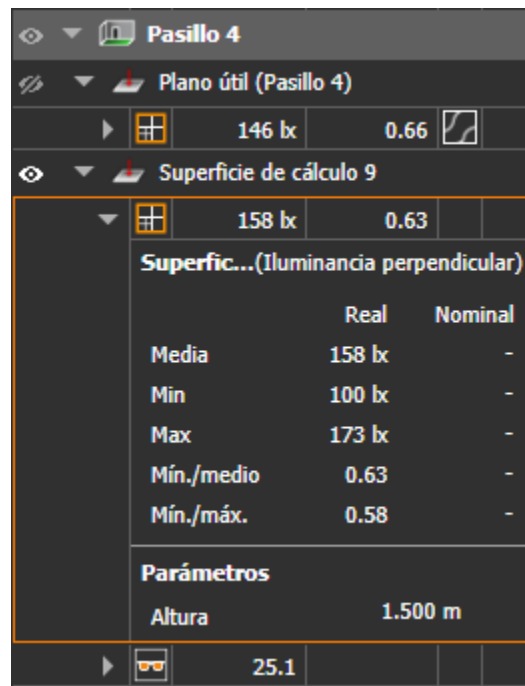 Pasillo 4
Plano útil (Pasillo 4)
146 lx 0.66
Superficie de cálculo 9
158 lx 0.63
Superfic...(Iluminancia perpendicular)
Real Nominal
Media 158 lx -
Min 100 lx -
Max 173 lx -
Mín./medio 0.63 -
Mín./máx. 0.58 -
Parámetros
Altura 1.500 m
25.1